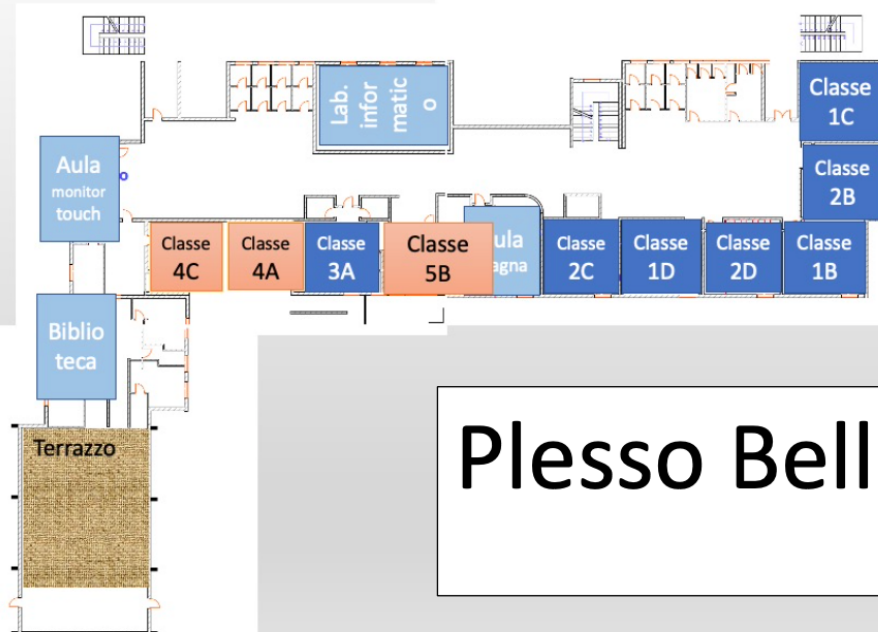 Lab.
infor
matic
o
Classe
1C
Aula
monitor
touch
o
Classe
2B
Classe
4C
Classe
4A
Classe
3A
Classe
5B
ula
agna
Classe
2C
Classe
1D
Classe
2D
Classe
1B
Biblio
teca
Terrazzo
Plesso Bell